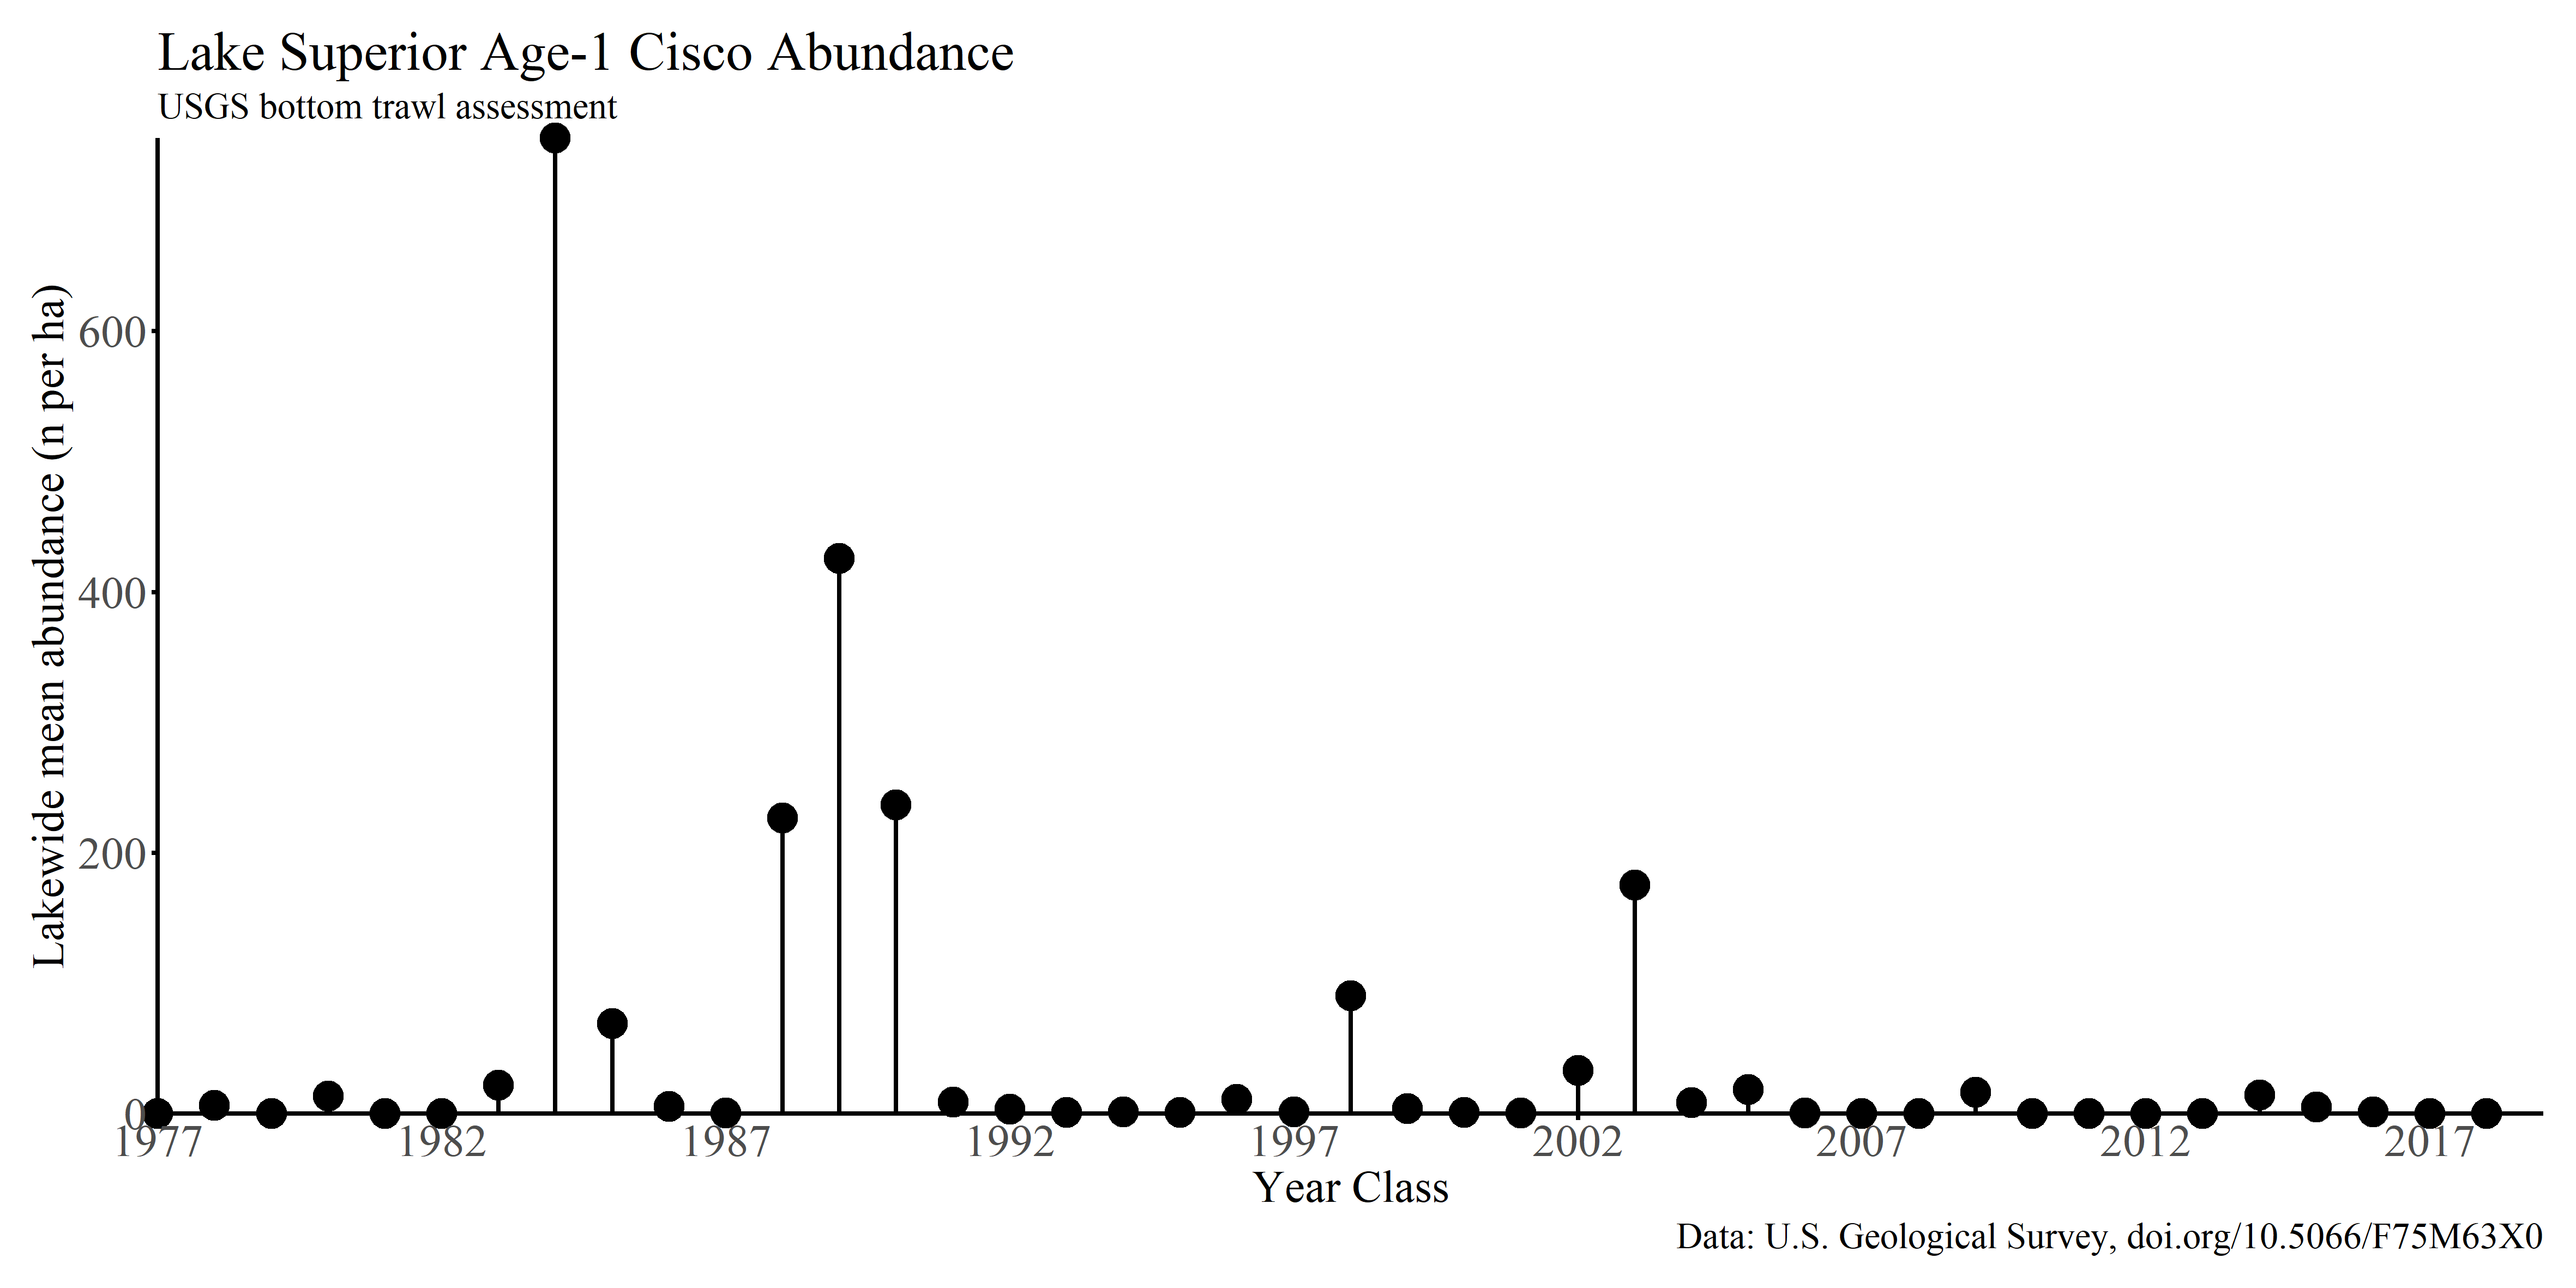 Lake Superior Age-1 Cisco Abundance
USGS bottom trawl assessment
Lakewide mean abundance (n per ha)
600
400
200
0
1977 1982 1987 1992 1997 2002 2007 2012 2017
Year Class
Data: U.S. Geological Survey, doi.org/10.5066/F75M63X0